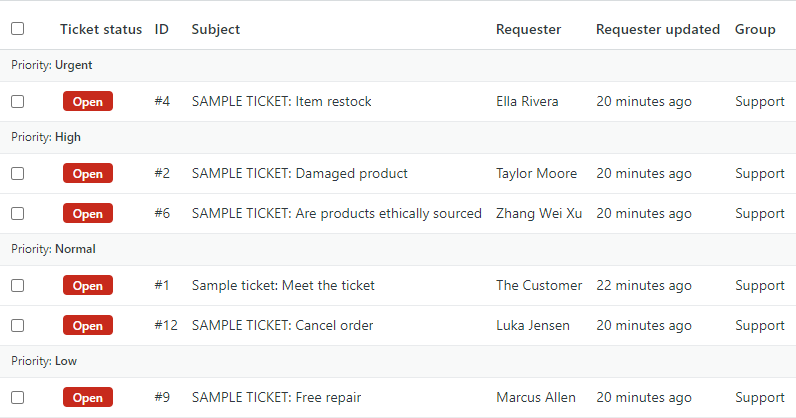 Ticket status ID Subject Requester Requester updated Group
Priority: Urgent
Open #4 SAMPLE TICKET: Item restock Ella Rivera 20 minutes ago Support
Priority: High
Open #2 SAMPLE TICKET: Damaged product Taylor Moore 20 minutes ago Support
Open #6 SAMPLE TICKET: Are products ethically sourced Zhang Wei Xu 20 minutes ago Support
Priority: Normal
Open #1 Sample ticket: Meet the ticket The Customer 22 minutes ago Support
Open #12 SAMPLE TICKET: Cancel order Luka Jensen 20 minutes ago Support
Priority: Low
Open #9 SAMPLE TICKET: Free repair Marcus Allen 20 minutes ago Support